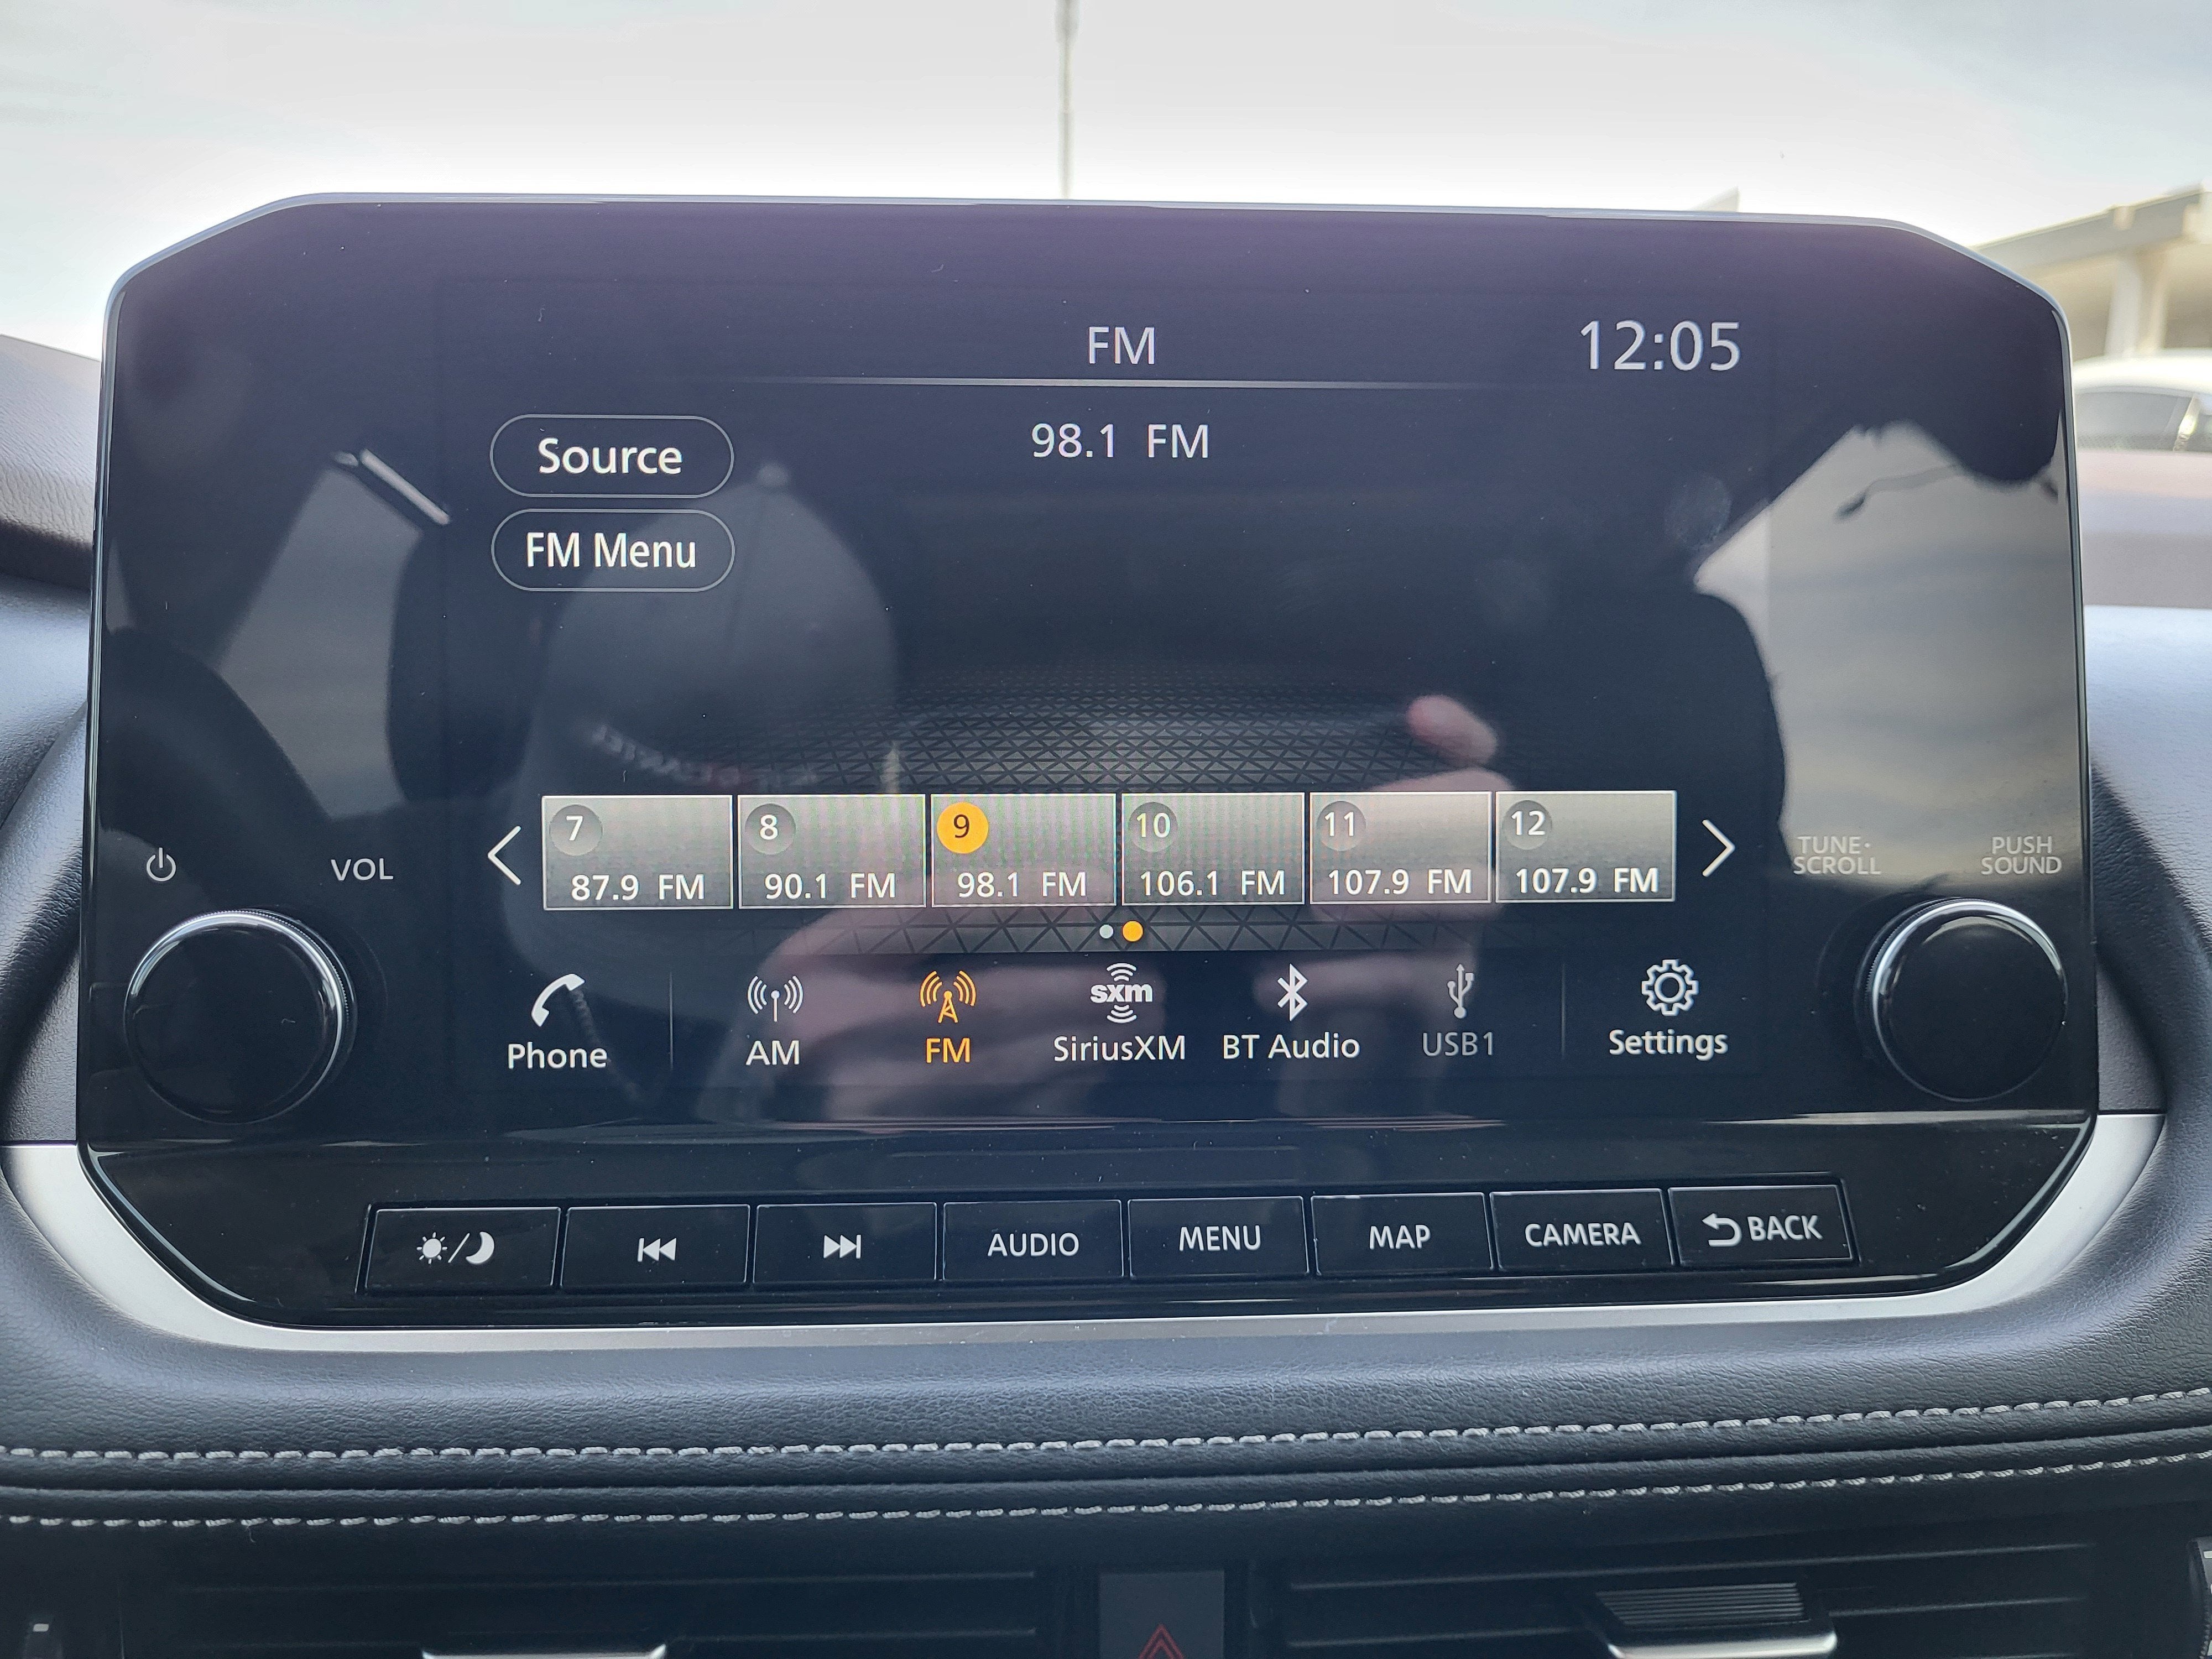 FM
12:05
98.1 FM
Source
FM Menu
7
8
9
10
11
12
87.9 FM
90.1 FM
98.1 FM
106.1 FM
107.9 FM
107.9 FM
VOL
TUNE·
SCROLL
PUSH
SOUND
sxm
Phone
AM
FM
SiriusXM
BT Audio
USB1
Settings
AUDIO
MENU
MAP
CAMERA
BACK